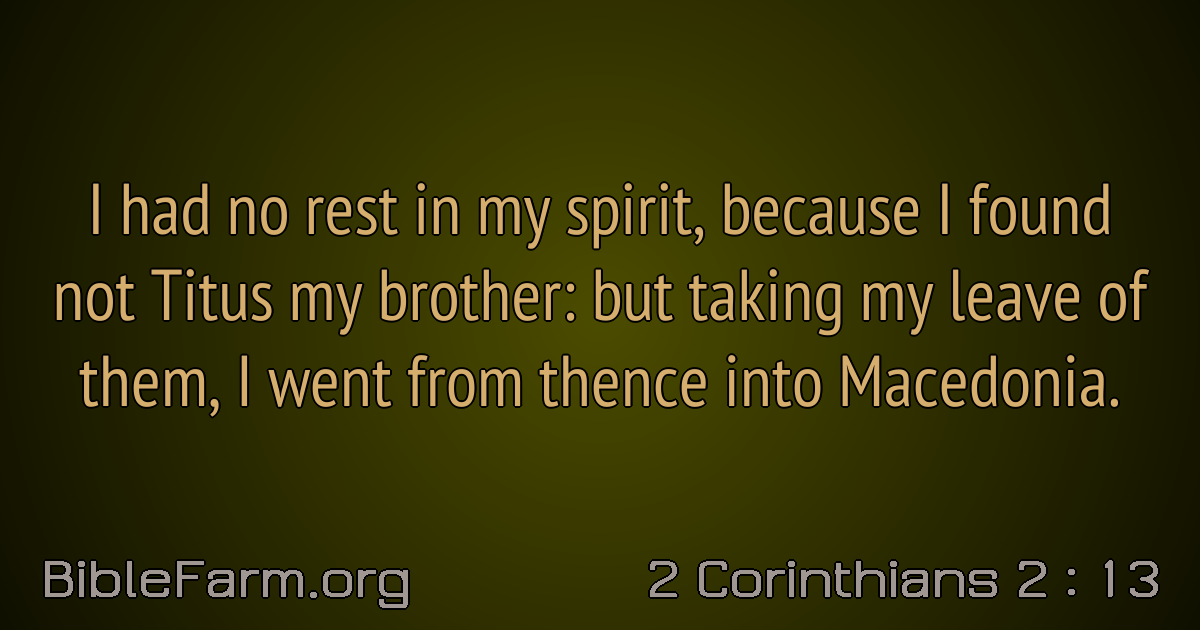 I had no rest in my spirit, because I found
not Titus my brother: but taking my leave of
them, I went from thence into Macedonia.
BibleFarm.org
2 Corinthians 2 : 13